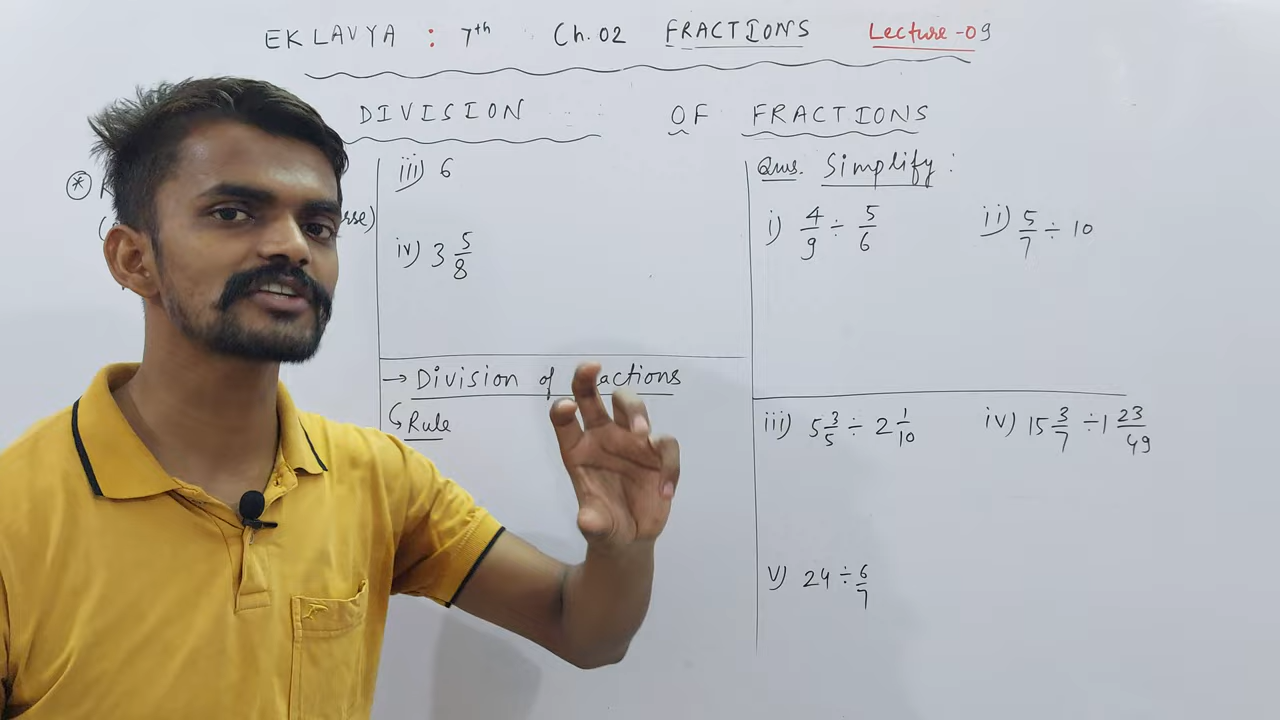 EKLAVYA : 7th Ch. 02 FRACTIONS Lecture - 09
DIVISION OF FRACTIONS
iii) 6
iv) 3 5/8
→ Division of
Rule
Ques. Simplify :
i) 4/9 ÷ 5/6
ii) 5/7 ÷ 10
iii) 5 3/5 ÷ 2 1/10
iv) 15 3/7 ÷ 1 23/49
v) 24 ÷ 6/7